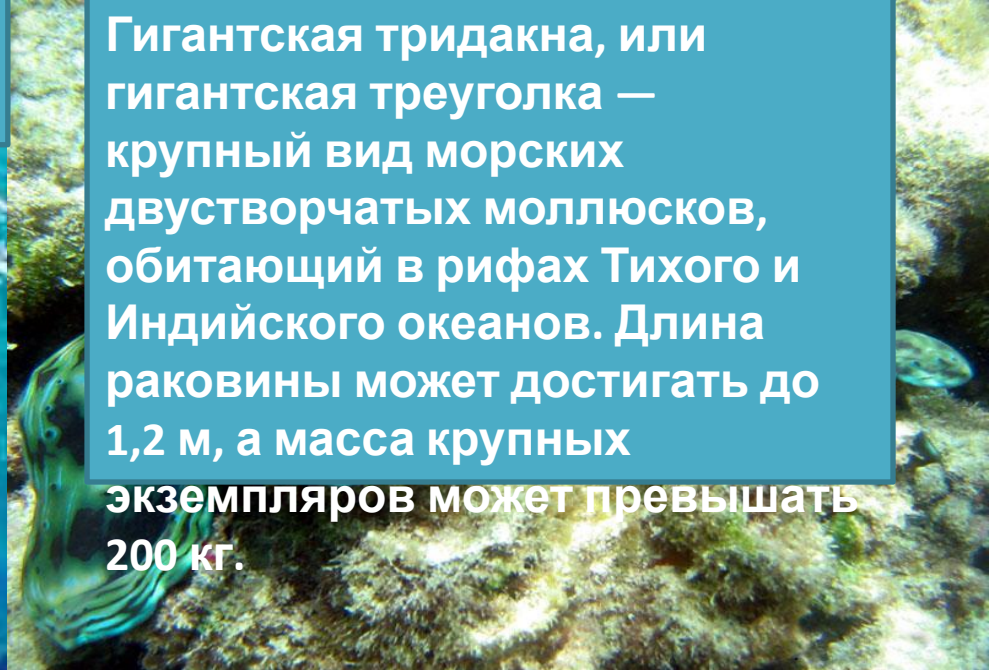 Гигантская тридакна, или
гигантская треуголка —
крупный вид морских
двустворчатых моллюсков,
обитающий в рифах Тихого и
Индийского океанов. Длина
раковины может достигать до
1,2 м, а масса крупных
экземпляров может превышать
200 кг.